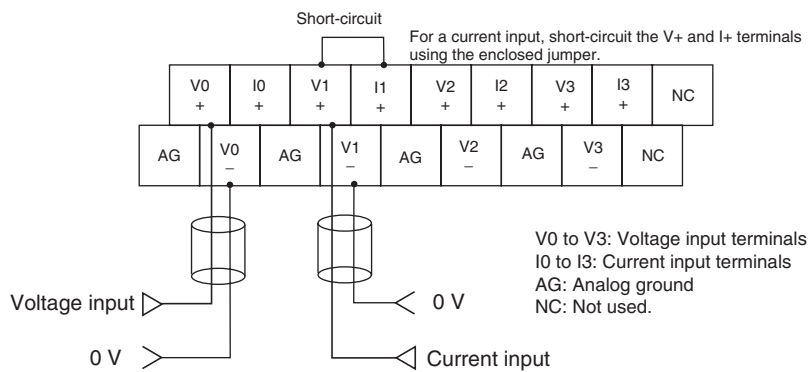 Short-circuit
For a current input, short-circuit the V+ and I+ terminals
using the enclosed jumper.
V0 I0 V1 I1 V2 I2 V3 I3 NC
+ + + + + + + +
AG V0 AG V1 AG V2 AG V3 NC
– – – –
V0 to V3: Voltage input terminals
I0 to I3: Current input terminals
AG: Analog ground
NC: Not used.
Voltage input
0 V
0 V
Current input